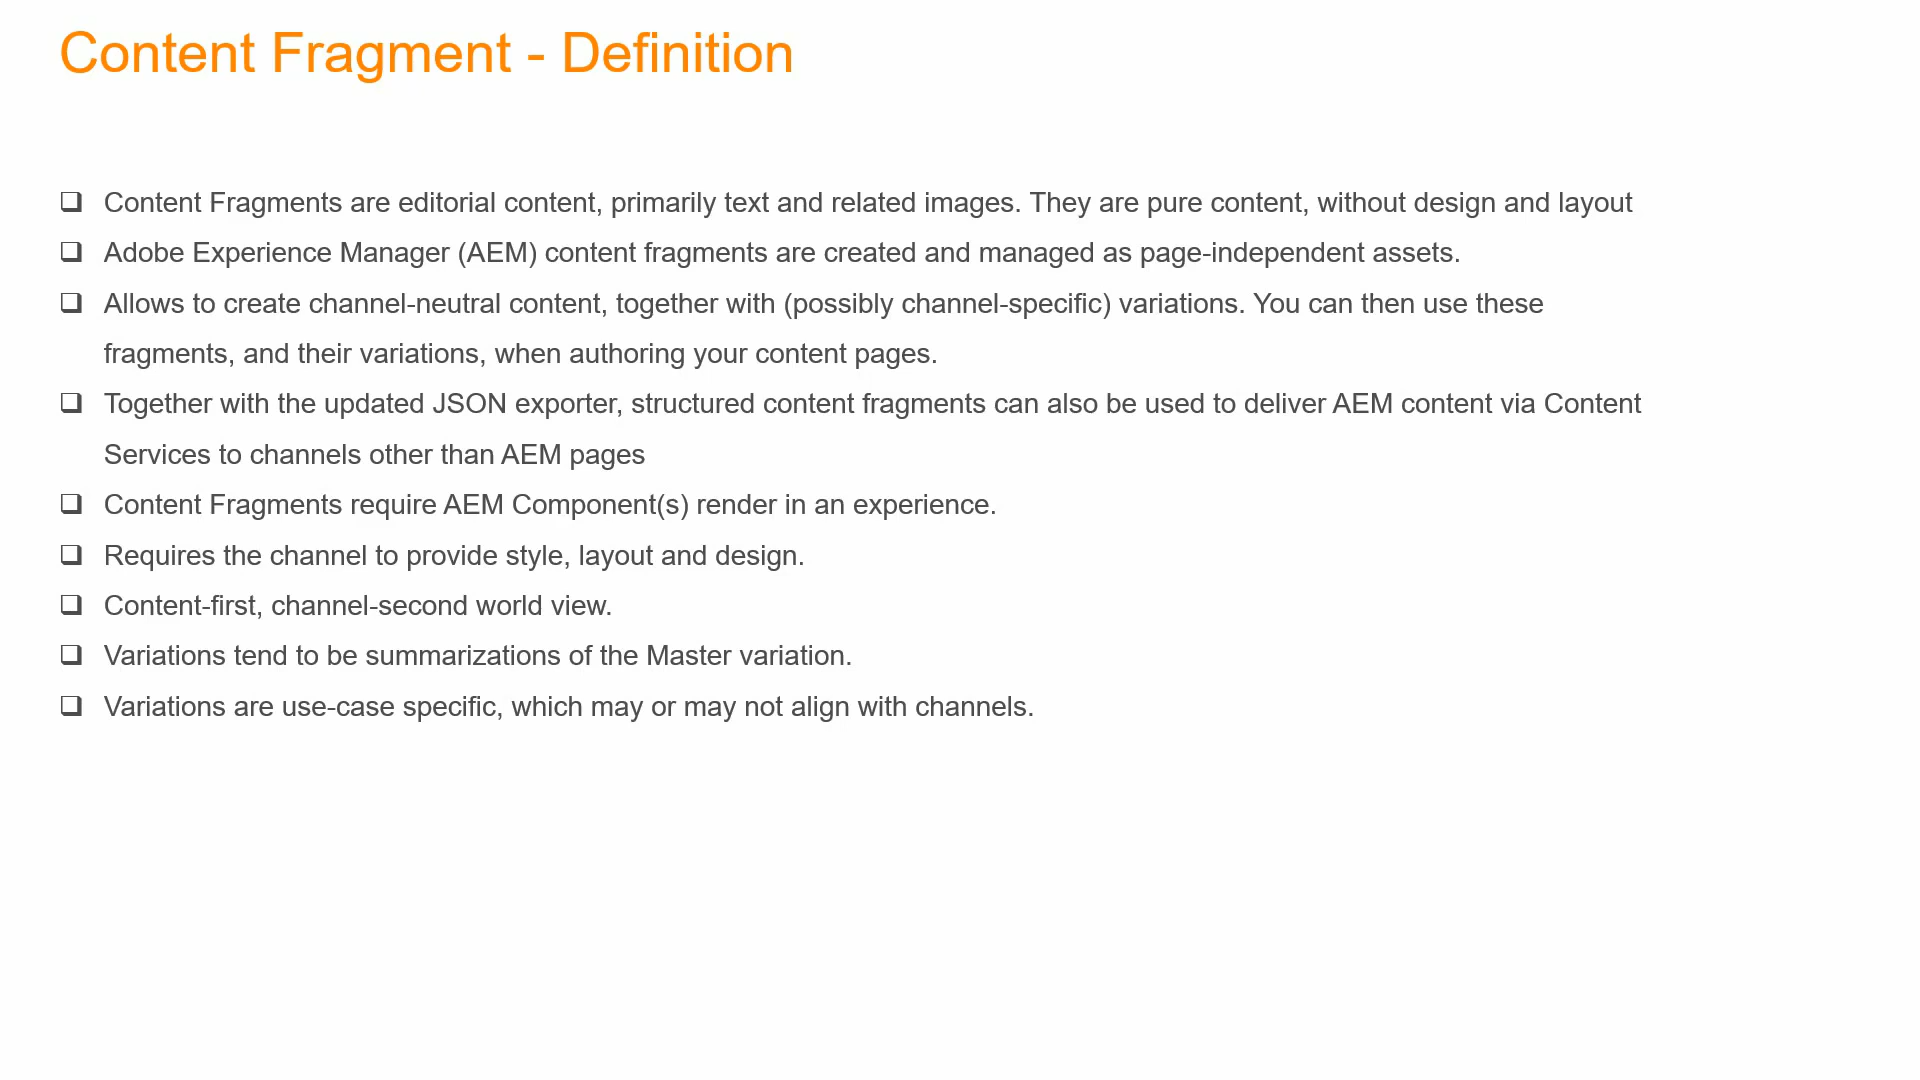 Content Fragment - Definition
❑ Content Fragments are editorial content, primarily text and related images. They are pure content, without design and layout
❑ Adobe Experience Manager (AEM) content fragments are created and managed as page-independent assets.
❑ Allows to create channel-neutral content, together with (possibly channel-specific) variations. You can then use these
fragments, and their variations, when authoring your content pages.
❑ Together with the updated JSON exporter, structured content fragments can also be used to deliver AEM content via Content
Services to channels other than AEM pages
❑ Content Fragments require AEM Component(s) render in an experience.
❑ Requires the channel to provide style, layout and design.
❑ Content-first, channel-second world view.
❑ Variations tend to be summarizations of the Master variation.
❑ Variations are use-case specific, which may or may not align with channels.